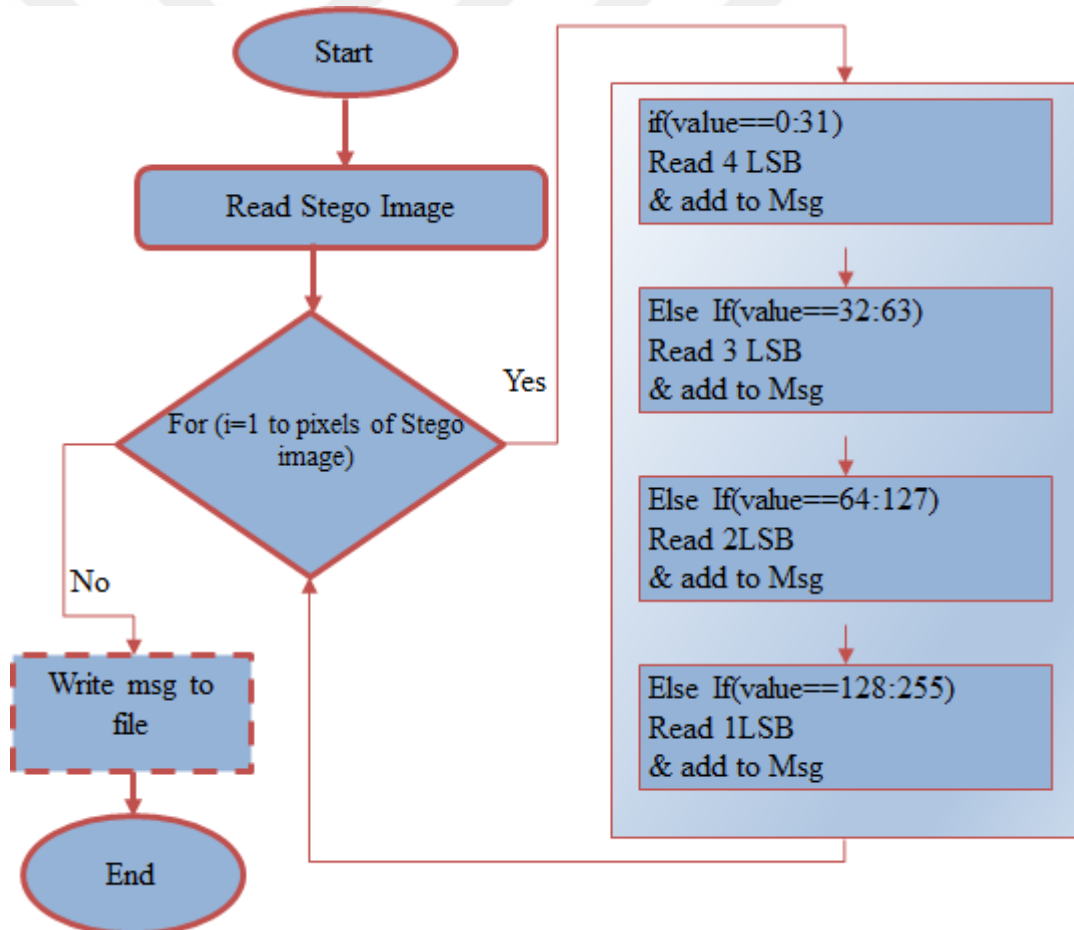 Start
Read Stego Image
For (i=1 to pixels of Stego
image)
Yes
if(value==0:31)
Read 4 LSB
& add to Msg
Else If(value==32:63)
Read 3 LSB
& add to Msg
Else If(value==64:127)
Read 2LSB
& add to Msg
Else If(value==128:255)
Read 1LSB
& add to Msg
No
Write msg to
file
End